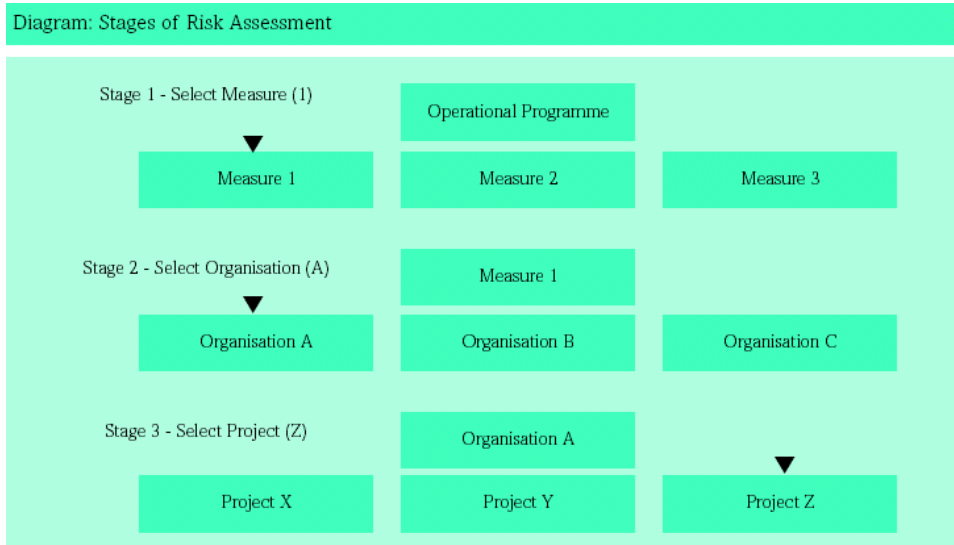 Diagram: Stages of Risk Assessment
Stage 1 - Select Measure (1)
Operational Programme
Measure 1
Measure 2
Measure 3
Stage 2 - Select Organisation (A)
Measure 1
Organisation A
Organisation B
Organisation C
Stage 3 - Select Project (Z)
Organisation A
Project X
Project Y
Project Z